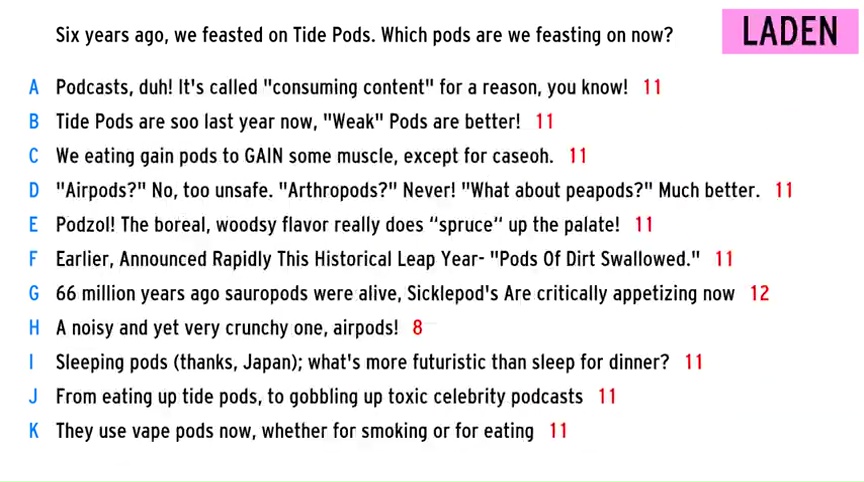 Six years ago, we feasted on Tide Pods. Which pods are we feasting on now?
LADEN
A Podcasts, duh! It's called "consuming content" for a reason, you know! 11
B Tide Pods are soo last year now, "Weak" Pods are better! 11
C We eating gain pods to GAIN some muscle, except for caseoh. 11
D "Airpods?" No, too unsafe. "Arthropods?" Never! "What about peapods?" Much better. 11
E Podzol! The boreal, woodsy flavor really does “spruce“ up the palate! 11
F Earlier, Announced Rapidly This Historical Leap Year- "Pods Of Dirt Swallowed." 11
G 66 million years ago sauropods were alive, Sicklepod's Are critically appetizing now 12
H A noisy and yet very crunchy one, airpods! 8
I Sleeping pods (thanks, Japan); what's more futuristic than sleep for dinner? 11
J From eating up tide pods, to gobbling up toxic celebrity podcasts 11
K They use vape pods now, whether for smoking or for eating 11